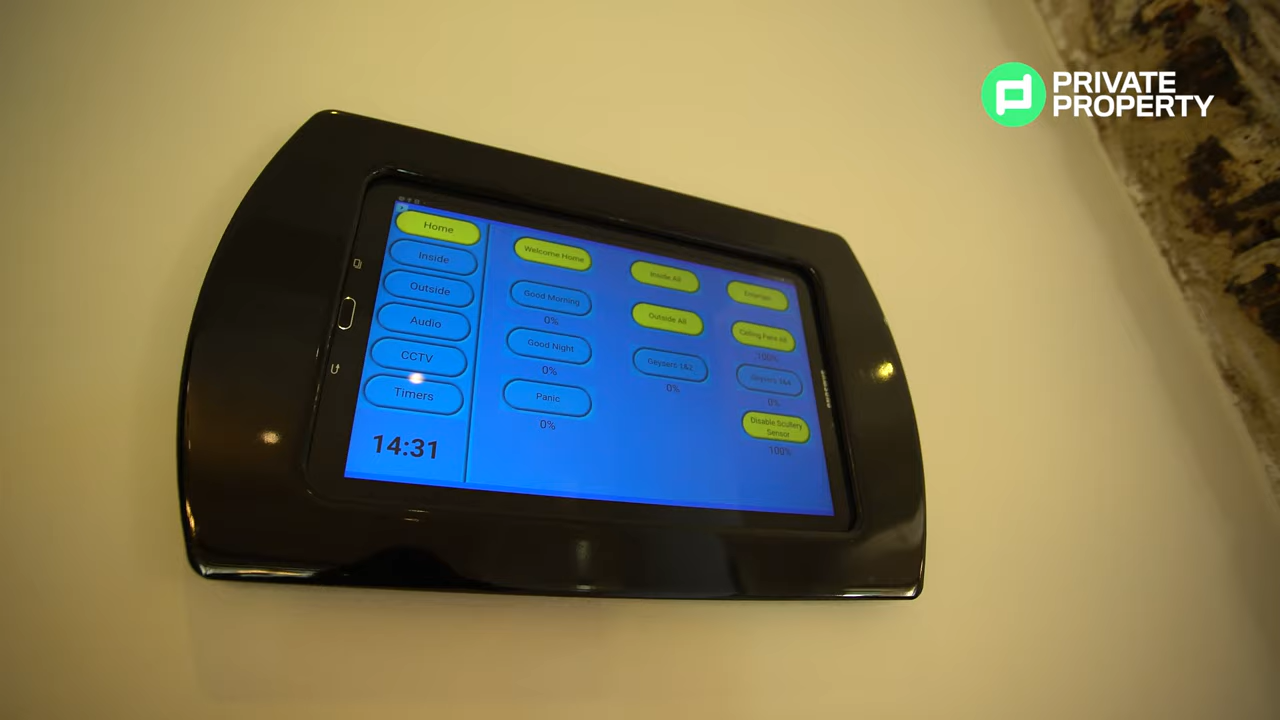 PRIVATE
PROPERTY
Home
Inside
Outside
Audio
CCTV
Timers
14:31
Welcome Home
Good Morning
0%
Good Night
0%
Panic
0%
Inside All
Outside All
Geysers 1&2
0%
Entertain
Ceiling Fans All
100%
Geysers 3&4
0%
Disable Scullery
Sensor
100%
SAMSUNG